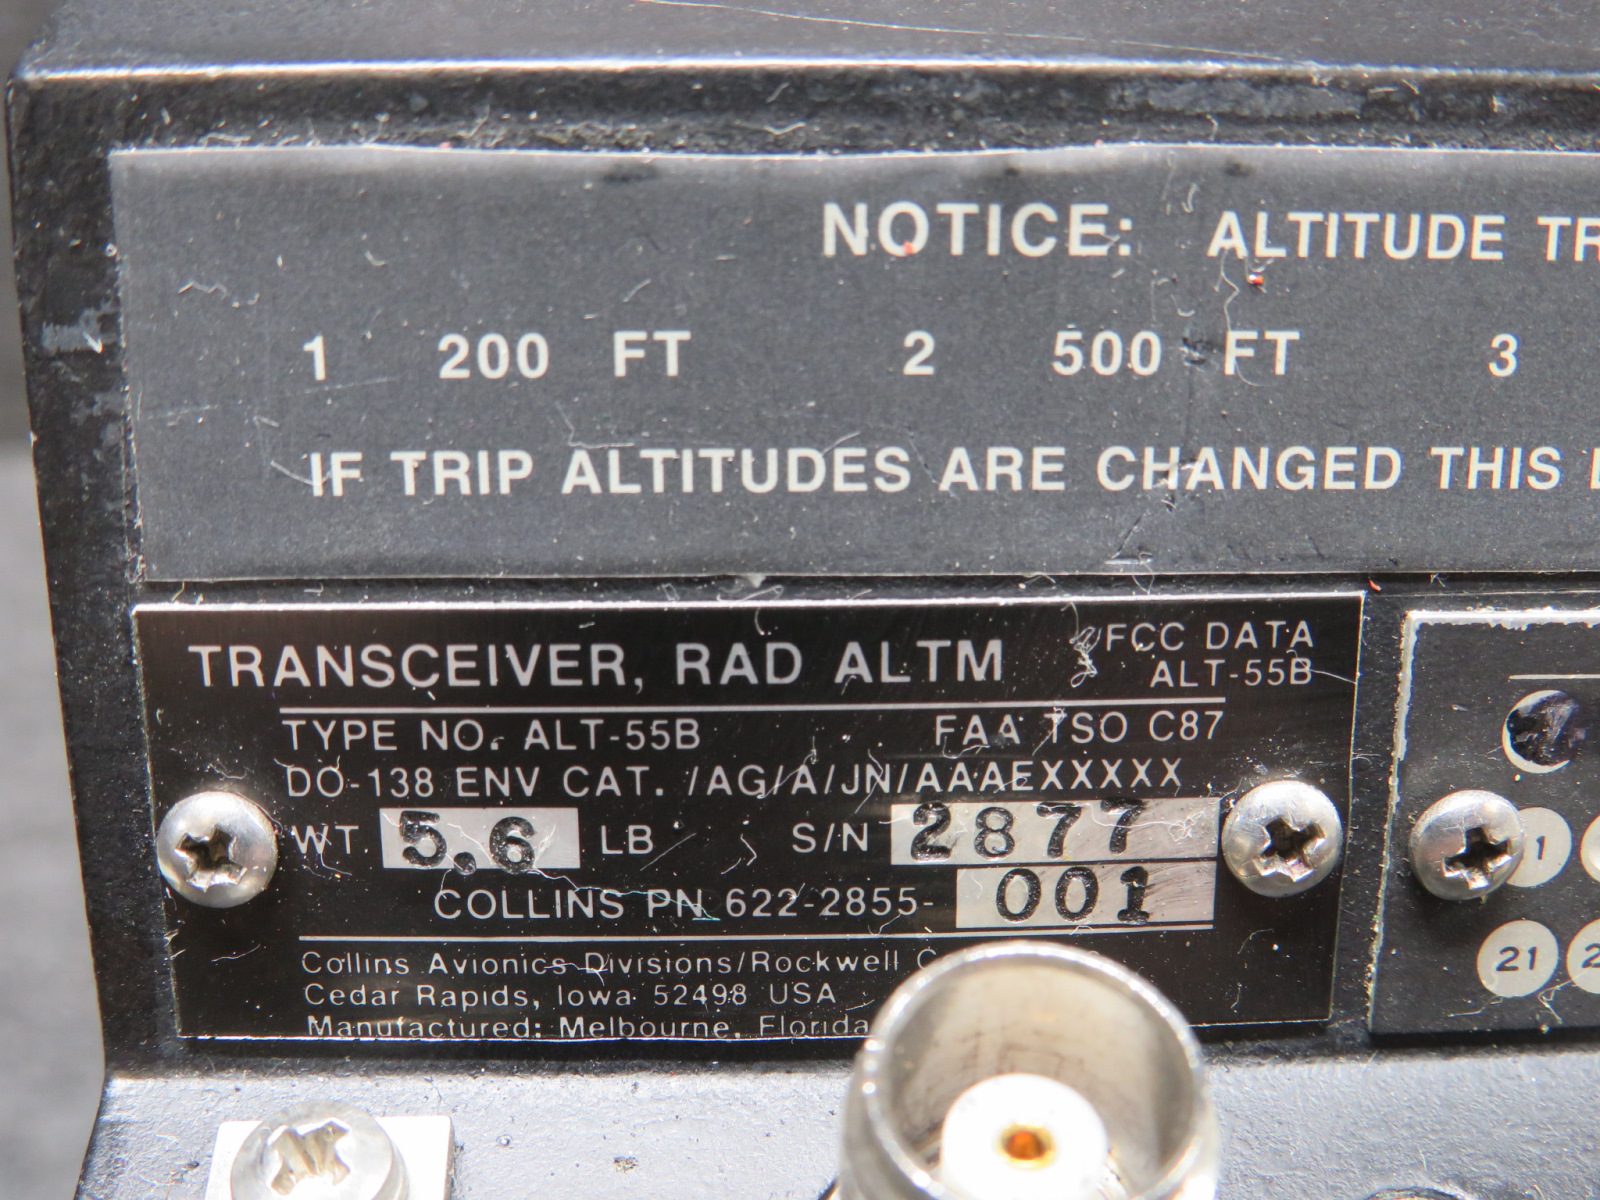 NOTICE: ALTITUDE TR
1 200 FT 2 500 FT 3
IF TRIP ALTITUDES ARE CHANGED THIS
TRANSCEIVER, RAD ALTM
FCC DATA
ALT-55B
TYPE NO. ALT-55B FAA TSO C87
DO-138 ENV CAT. /AG/A/JN/AAAEXXXXX
WT 5.6 LB S/N 2877
COLLINS PN 622-2855-001
Collins Avionics Divisions/Rockwell
Cedar Rapids, Iowa 52498 USA
Manufactured: Melbourne, Florida
1
21